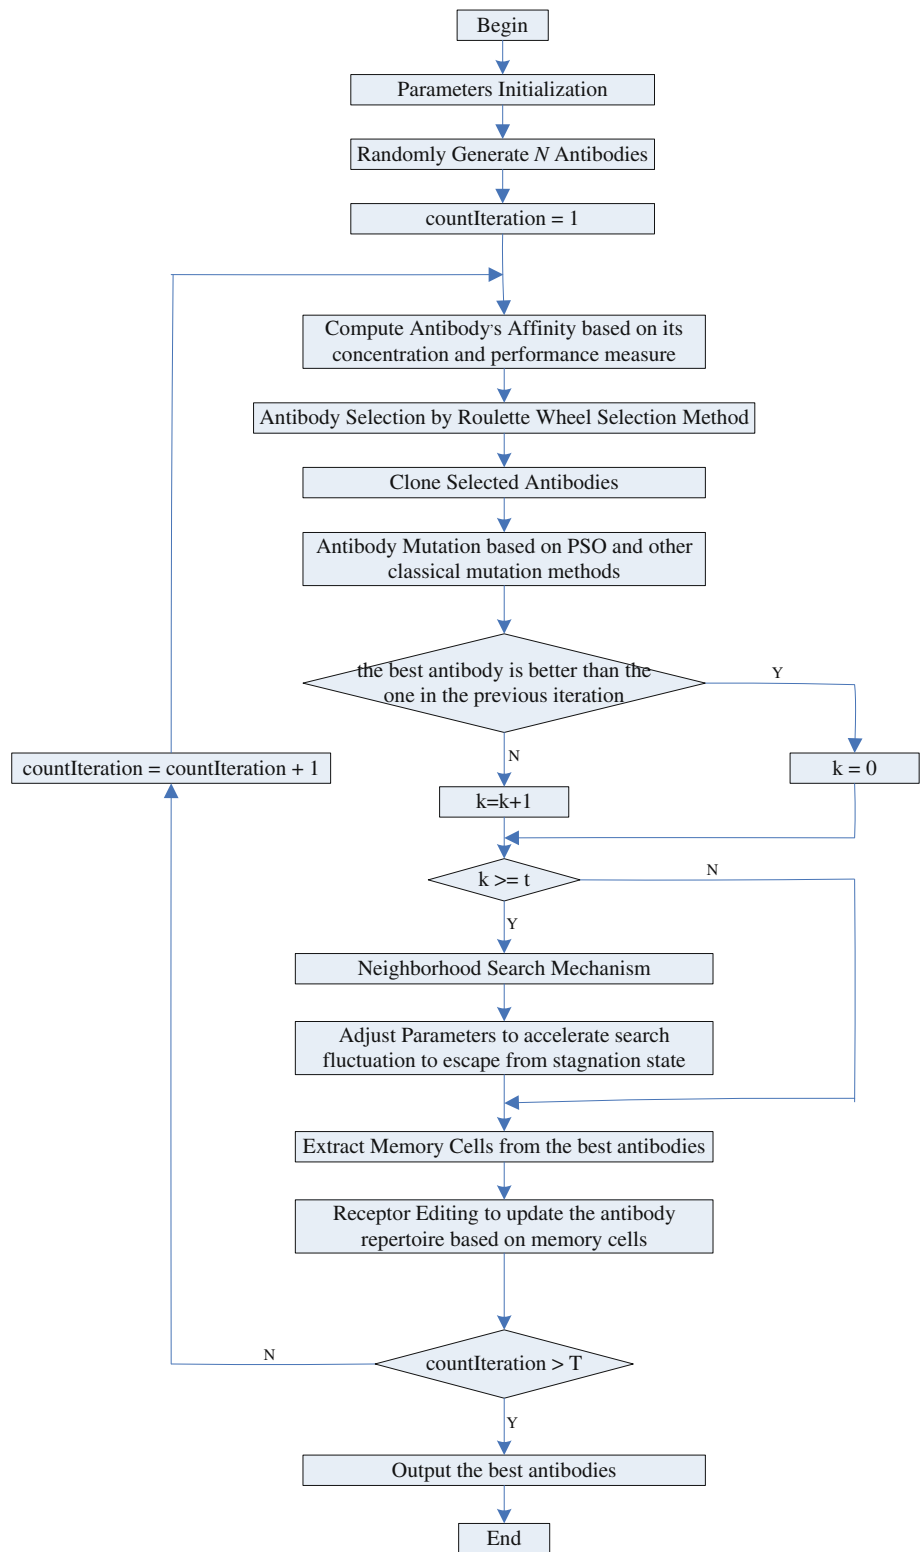 Begin
Parameters Initialization
Randomly Generate N Antibodies
countIteration = 1
Compute Antibody's Affinity based on its
concentration and performance measure
Antibody Selection by Roulette Wheel Selection Method
Clone Selected Antibodies
Antibody Mutation based on PSO and other
classical mutation methods
the best antibody is better than the
one in the previous iteration
Y
N
countIteration = countIteration + 1
k = 0
k=k+1
k >= t
N
Y
Neighborhood Search Mechanism
Adjust Parameters to accelerate search
fluctuation to escape from stagnation state
Extract Memory Cells from the best antibodies
Receptor Editing to update the antibody
repertoire based on memory cells
countIteration > T
N
Y
Output the best antibodies
End